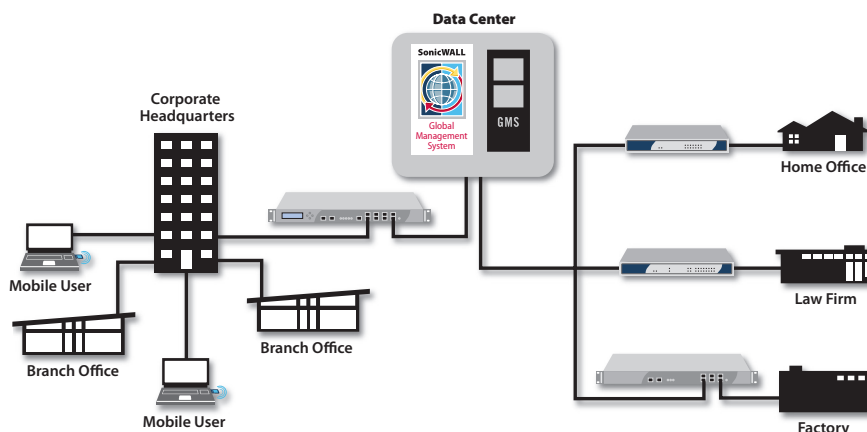 Data Center
SonicWALL
Global
Management
System
GMS
Corporate
Headquarters
Home Office
Mobile User
Law Firm
Branch Office
Branch Office
Mobile User
Factory